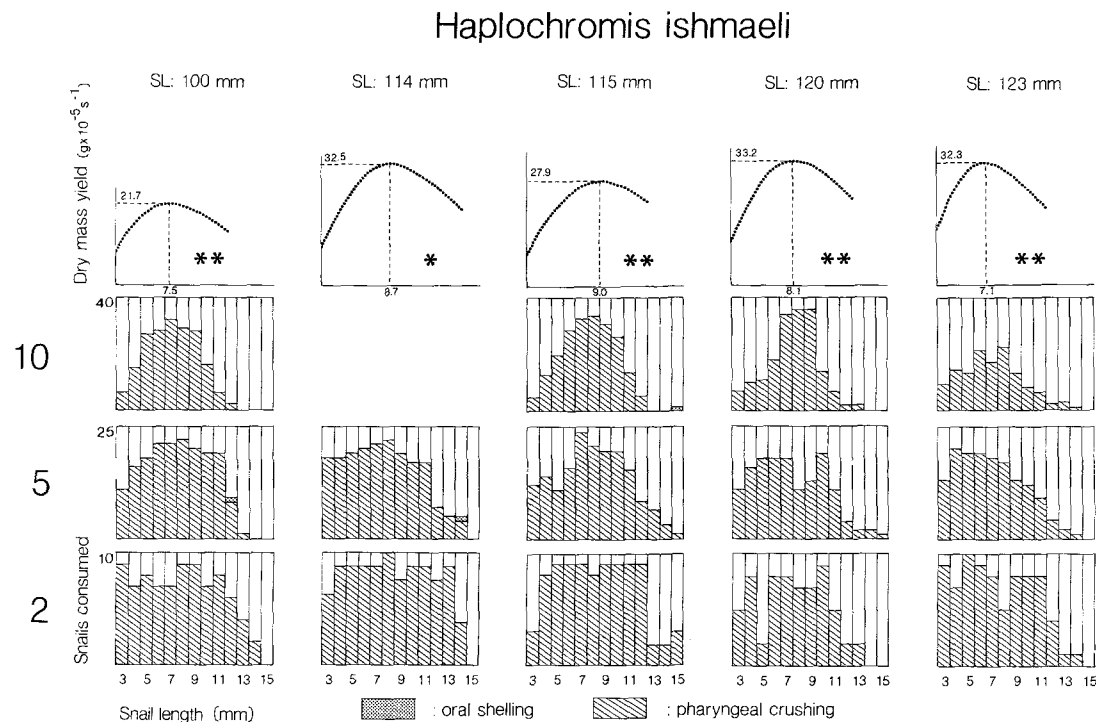 Haplochromis ishmaeli
SL: 100 mm SL: 114 mm SL: 115 mm SL: 120 mm SL: 123 mm
Dry mass yield (gx10⁻⁵s⁻¹)
21.7 32.5 27.9 33.2 32.3
** * ** ** **
7.5 8.7 9.0 8.1 7.1
40
10
25
5
10
2
Snails consumed
3 5 7 9 11 13 15 3 5 7 9 11 13 15 3 5 7 9 11 13 15 3 5 7 9 11 13 15 3 5 7 9 11 13 15
Snail length (mm)
: oral shelling : pharyngeal crushing